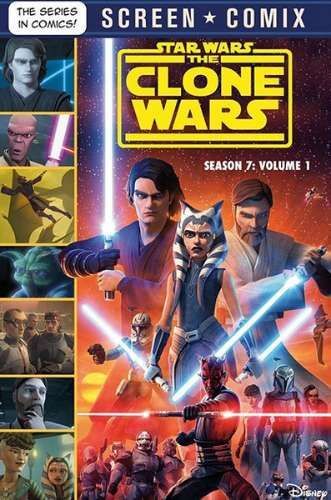 THE SERIES
IN COMICS!
SCREEN ★ COMIX
STAR WARS
THE
CLONE
WARS
SEASON 7: VOLUME 1
Disney